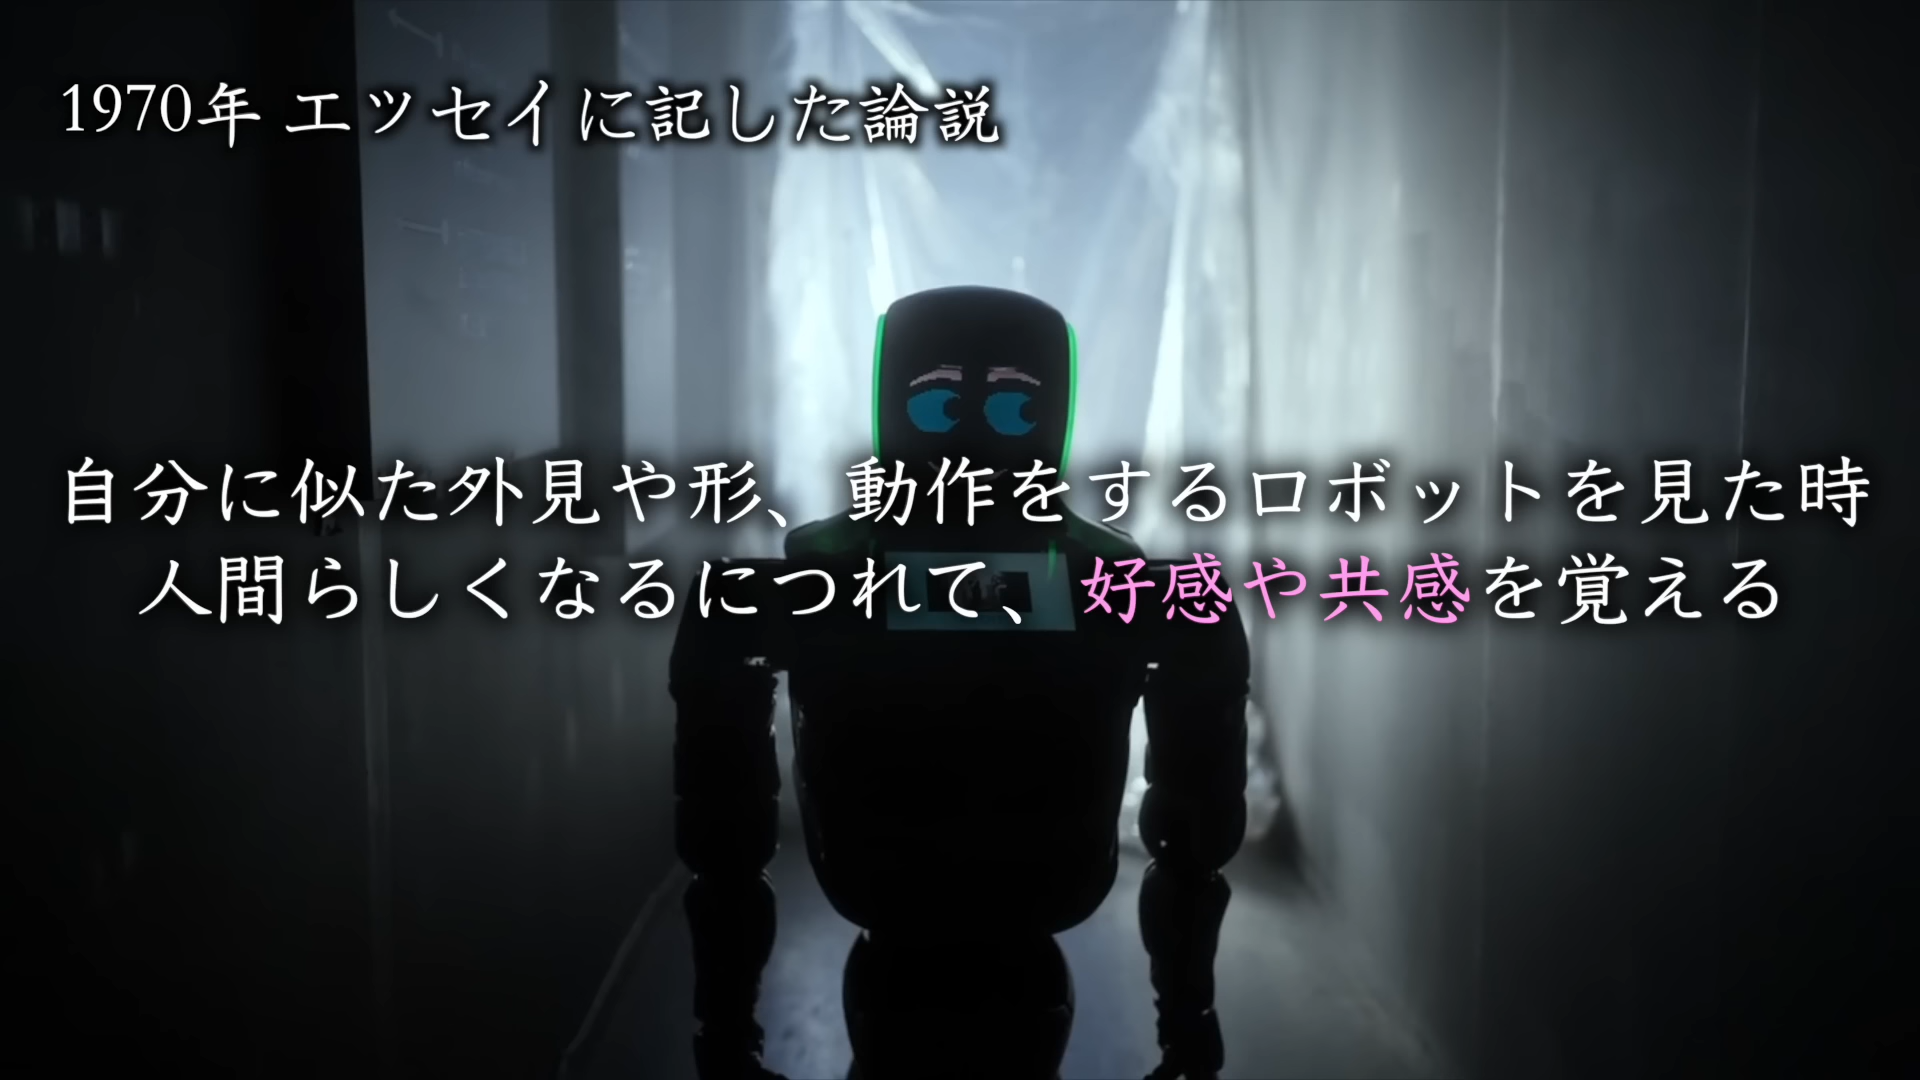 1970年 エツセイに記した論説
自分に似た外見や形、動作をするロボットを見た時
人間らしくなるにつれて、好感や共感を覚える